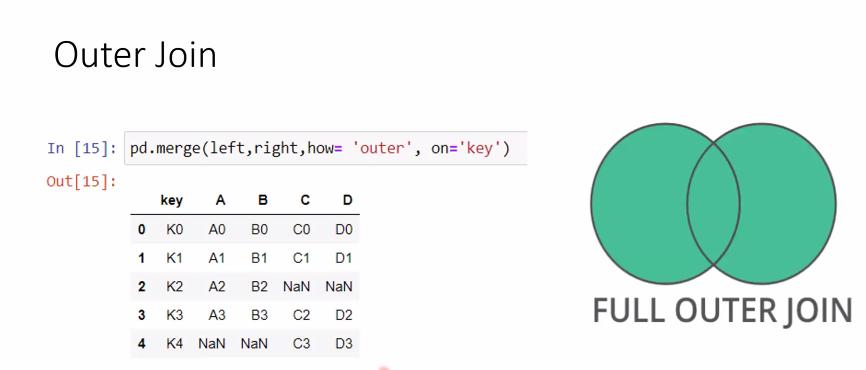 Outer Join
In [15]: pd.merge(left,right,how= 'outer', on='key')
Out[15]:
key A B C D
0 K0 A0 B0 C0 D0
1 K1 A1 B1 C1 D1
2 K2 A2 B2 NaN NaN
3 K3 A3 B3 C2 D2
4 K4 NaN NaN C3 D3
FULL OUTER JOIN